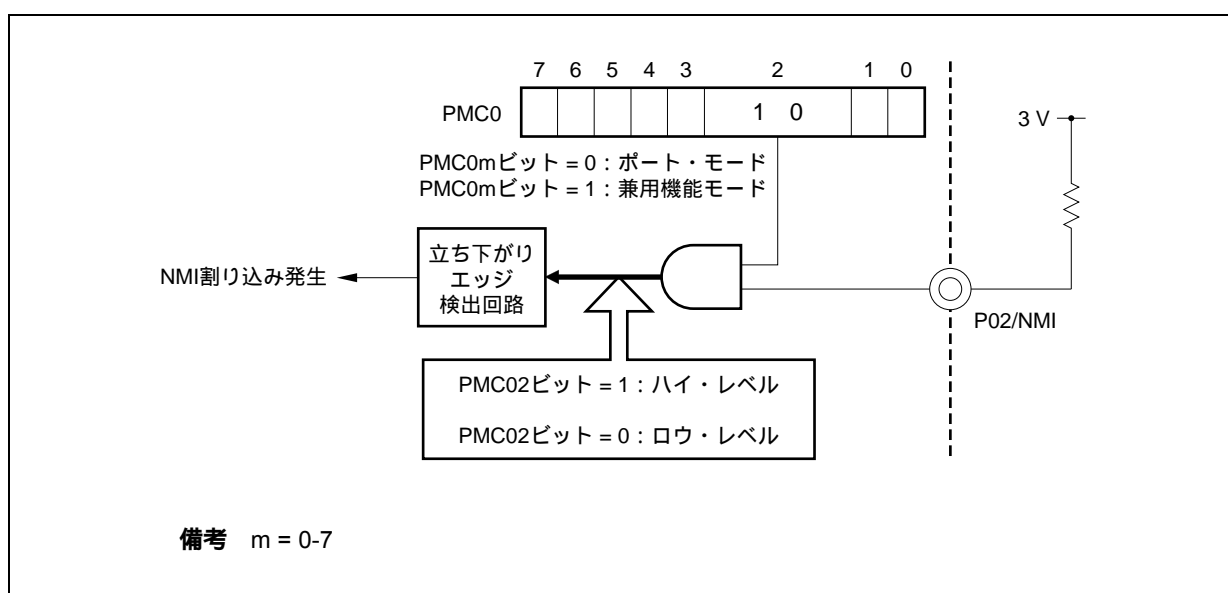 7 6 5 4 3 2 1 0
PMC0 1 0
3 V
PMC0mビット = 0：ポート・モード
PMC0mビット = 1：兼用機能モード
立ち下がり
エッジ
検出回路
NMI割り込み発生
P02/NMI
PMC02ビット = 1：ハイ・レベル
PMC02ビット = 0：ロウ・レベル
備考 m = 0-7